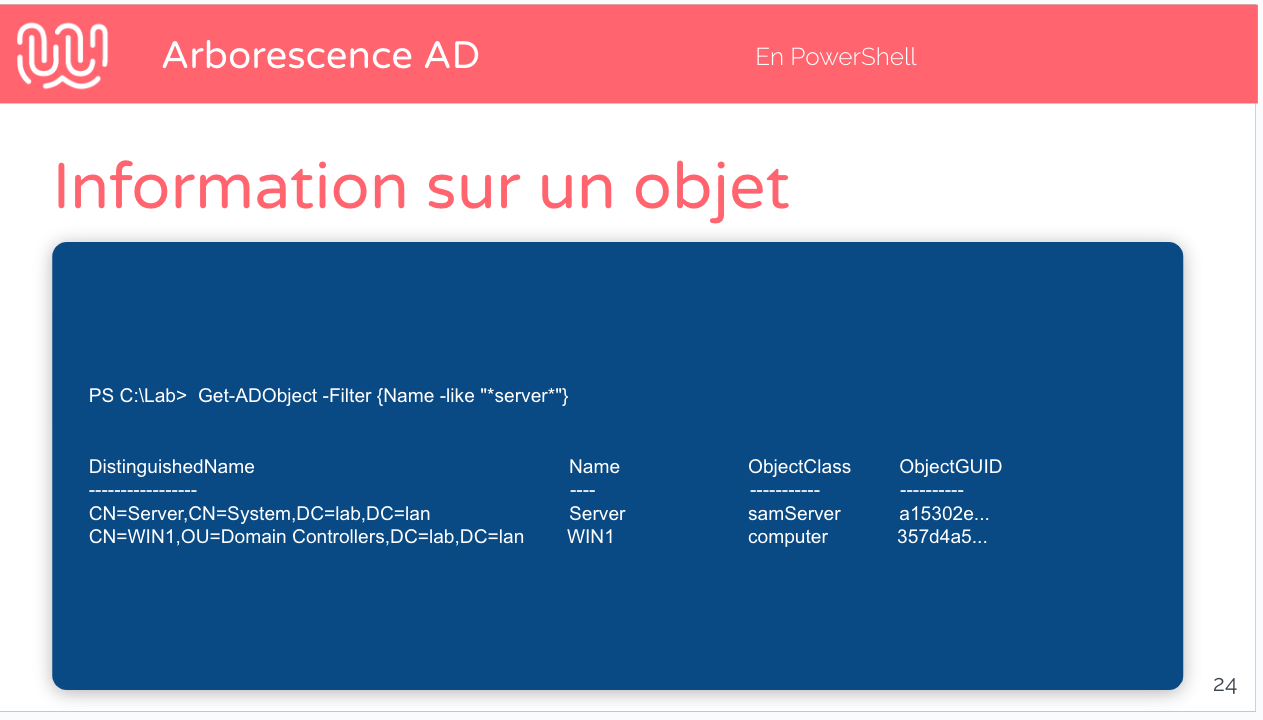 Arborescence AD
En PowerShell
Information sur un objet
PS C:\Lab>  Get-ADObject -Filter {Name -like "*server*"}
DistinguishedName Name ObjectClass ObjectGUID
----------------- ---- ----------- ----------
CN=Server,CN=System,DC=lab,DC=lan Server samServer a15302e...
CN=WIN1,OU=Domain Controllers,DC=lab,DC=lan WIN1 computer 357d4a5...
24